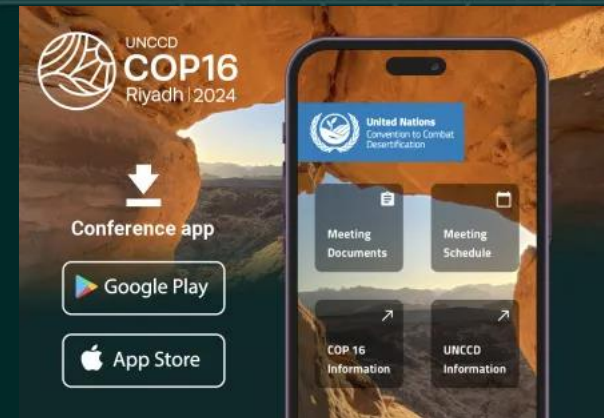 UNCCD
COP16
Riyadh | 2024
Conference app
Google Play
App Store
United Nations
Convention to Combat
Desertification
Meeting
Documents
Meeting
Schedule
COP 16
Information
UNCCD
Information